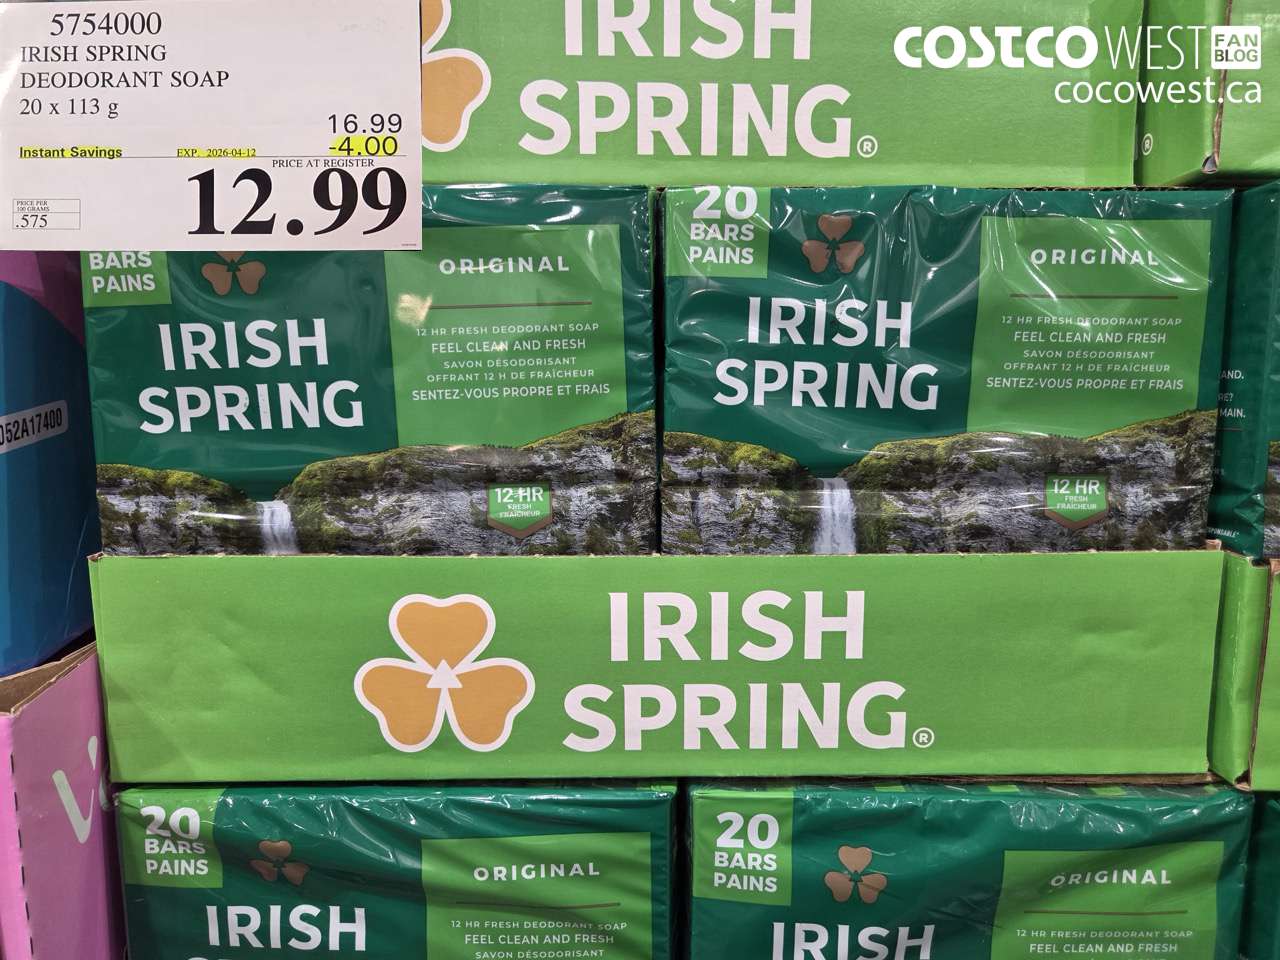 5754000
IRISH SPRING
DEODORANT SOAP
20 x 113 g
16.99
-4.00
Instant Savings
EXP. 2026-04-12
PRICE AT REGISTER
12.99
PRICE PER
100 GRAMS
.575
COSTCO WEST FAN BLOG
cocowest.ca
IRISH
SPRING®
®
BARS
PAINS
ORIGINAL
IRISH
SPRING
12 HR FRESH DEODORANT SOAP
FEEL CLEAN AND FRESH
SAVON DÉSODORISANT
OFFRANT 12 H DE FRAÎCHEUR
SENTEZ-VOUS PROPRE ET FRAIS
12 HR
FRESH
FRAÎCHEUR
20
BARS
PAINS
ORIGINAL
IRISH
SPRING
12 HR FRESH DEODORANT SOAP
FEEL CLEAN AND FRESH
SAVON DÉSODORISANT
OFFRANT 12 H DE FRAÎCHEUR
SENTEZ-VOUS PROPRE ET FRAIS
12 HR
FRESH
FRAÎCHEUR
052A17400
MAIN.
IRISH
SPRING®
20
BARS
PAINS
ORIGINAL
IRISH
12 HR FRESH DEODORANT SOAP
FEEL CLEAN AND FRESH
SAVON DÉSODORISANT
20
BARS
PAINS
ORIGINAL
IRISH
12 HR FRESH DEODORANT SOAP
FEEL CLEAN AND FRESH